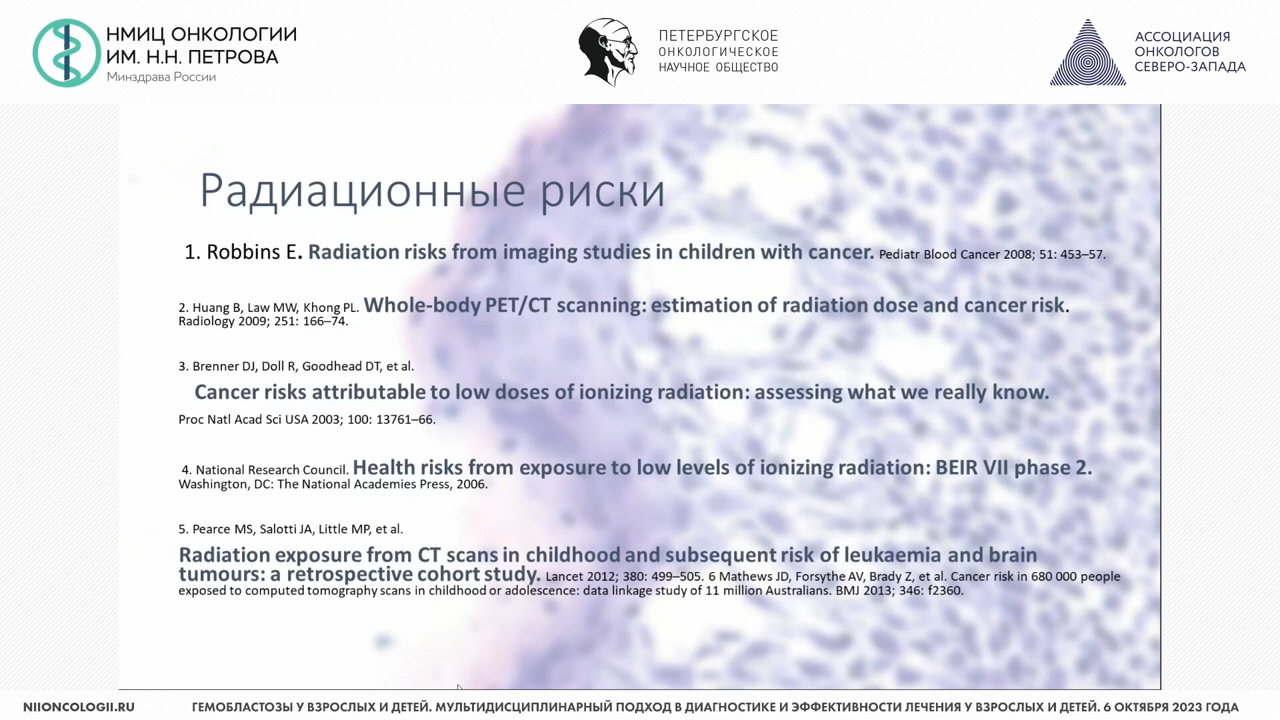 НМИЦ ОНКОЛОГИИ
ИМ. Н.Н. ПЕТРОВА
Минздрава России
ПЕТЕРБУРГСКОЕ
ОНКОЛОГИЧЕСКОЕ
НАУЧНОЕ ОБЩЕСТВО
АССОЦИАЦИЯ
ОНКОЛОГОВ
СЕВЕРО-ЗАПАДА
Радиационные риски
1. Robbins E. Radiation risks from imaging studies in children with cancer. Pediatr Blood Cancer 2008; 51: 453–57.
2. Huang B, Law MW, Khong PL. Whole-body PET/CT scanning: estimation of radiation dose and cancer risk.
Radiology 2009; 251: 166–74.
3. Brenner DJ, Doll R, Goodhead DT, et al.
Cancer risks attributable to low doses of ionizing radiation: assessing what we really know.
Proc Natl Acad Sci USA 2003; 100: 13761–66.
4. National Research Council. Health risks from exposure to low levels of ionizing radiation: BEIR VII phase 2.
Washington, DC: The National Academies Press, 2006.
5. Pearce MS, Salotti JA, Little MP, et al.
Radiation exposure from CT scans in childhood and subsequent risk of leukaemia and brain
tumours: a retrospective cohort study. Lancet 2012; 380: 499–505. 6 Mathews JD, Forsythe AV, Brady Z, et al. Cancer risk in 680 000 people
exposed to computed tomography scans in childhood or adolescence: data linkage study of 11 million Australians. BMJ 2013; 346: f2360.
NIIONCOLOGII.RU
ГЕМОБЛАСТОЗЫ У ВЗРОСЛЫХ И ДЕТЕЙ. МУЛЬТИДИСЦИПЛИНАРНЫЙ ПОДХОД В ДИАГНОСТИКЕ И ЭФФЕКТИВНОСТИ ЛЕЧЕНИЯ У ВЗРОСЛЫХ И ДЕТЕЙ. 6 ОКТЯБРЯ 2023 ГОДА